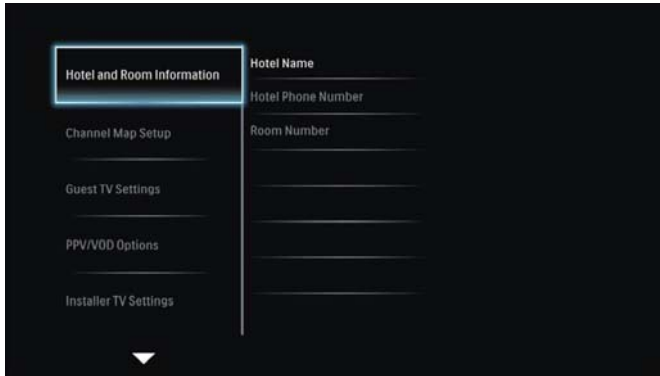 Hotel and Room Information
Channel Map Setup
Guest TV Settings
PPV/VOD Options
Installer TV Settings
Hotel Name
Hotel Phone Number
Room Number